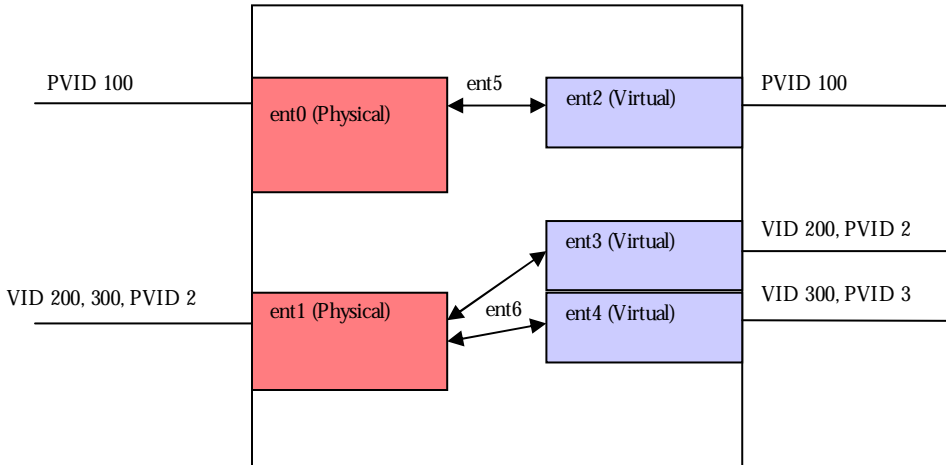 PVID 100
ent5
PVID 100
ent0 (Physical)
ent2 (Virtual)
VID 200, PVID 2
ent3 (Virtual)
VID 200, 300, PVID 2
VID 300, PVID 3
ent1 (Physical)
ent6
ent4 (Virtual)